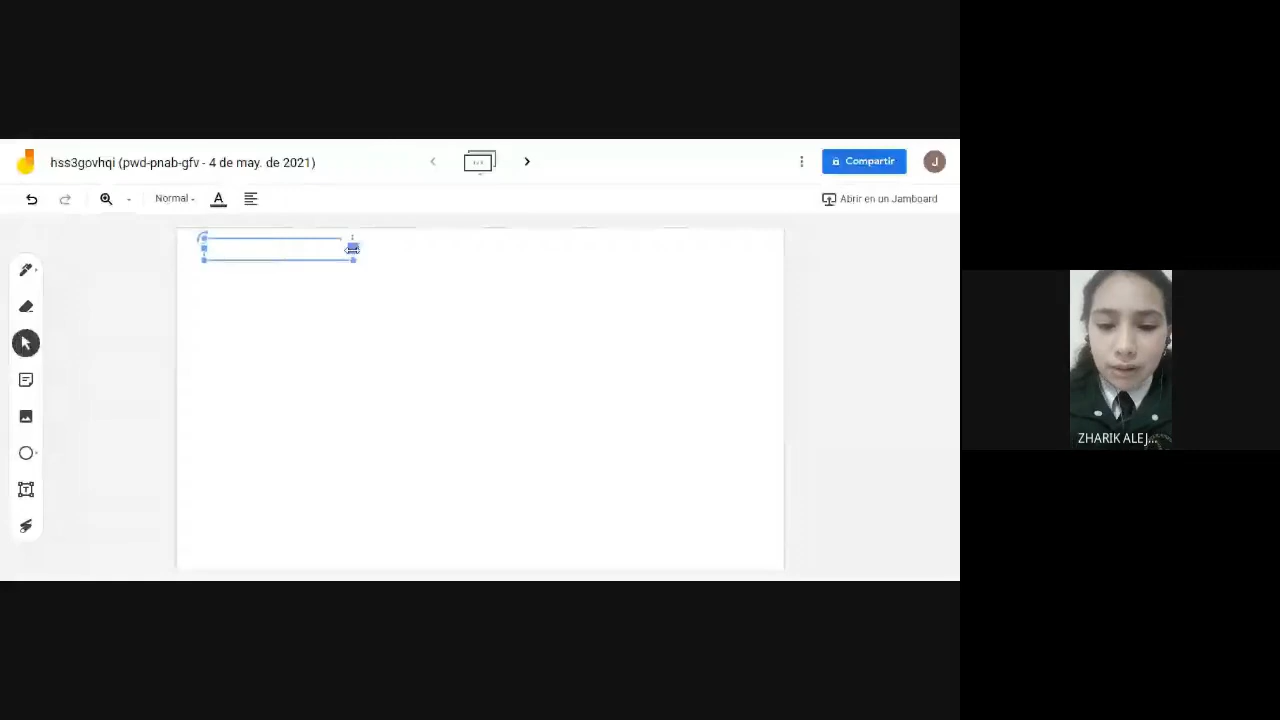 hss3govhqi (pwd-pnab-gfv - 4 de may. de 2021)
Compartir
J
Normal
A
Abrir en un Jamboard
T
ZHARIK ALEJ...